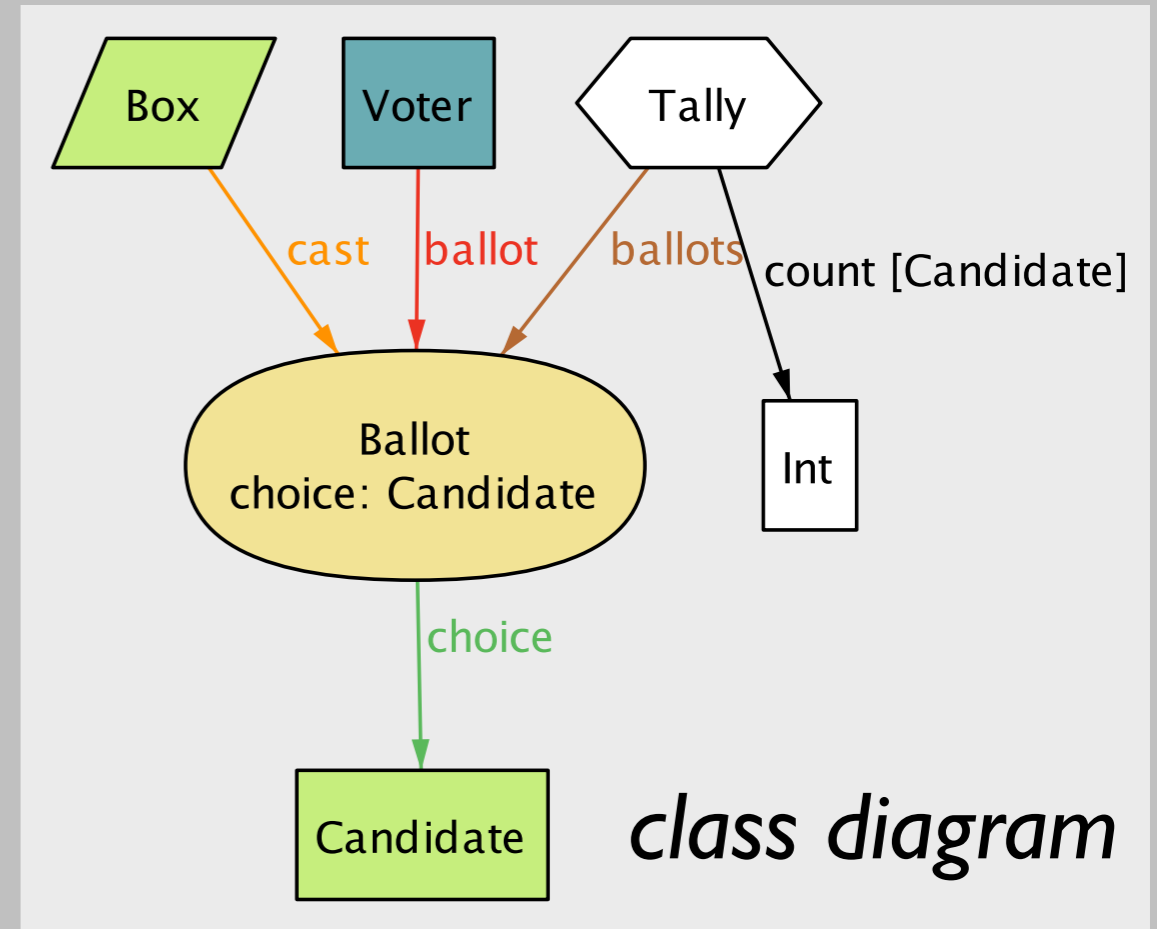 Box
Voter
Tally
cast
ballot
ballots
count [Candidate]
Ballot
choice: Candidate
Int
choice
Candidate
class diagram